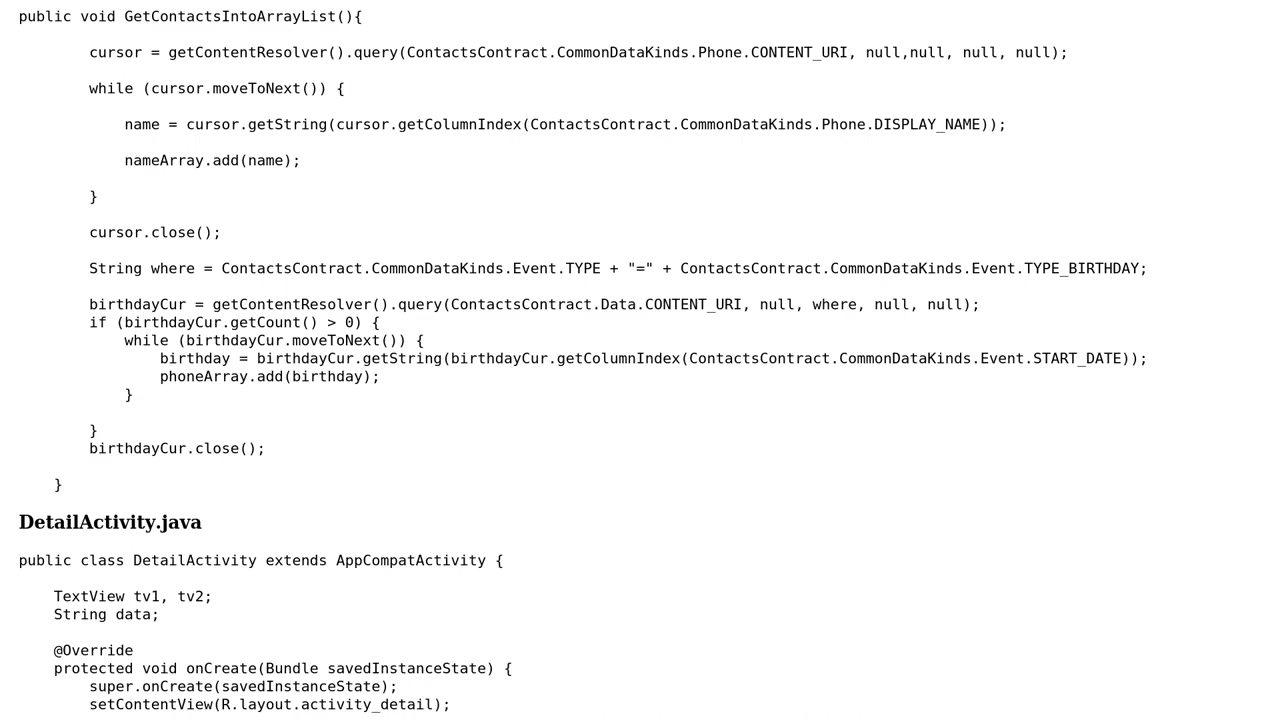 public void GetContactsIntoArrayList(){
cursor = getContentResolver().query(ContactsContract.CommonDataKinds.Phone.CONTENT_URI, null,null, null, null);
while (cursor.moveToNext()) {
name = cursor.getString(cursor.getColumnIndex(ContactsContract.CommonDataKinds.Phone.DISPLAY_NAME));
nameArray.add(name);
}
cursor.close();
String where = ContactsContract.CommonDataKinds.Event.TYPE + "=" + ContactsContract.CommonDataKinds.Event.TYPE_BIRTHDAY;
birthdayCur = getContentResolver().query(ContactsContract.Data.CONTENT_URI, null, where, null, null);
if (birthdayCur.getCount() > 0) {
while (birthdayCur.moveToNext()) {
birthday = birthdayCur.getString(birthdayCur.getColumnIndex(ContactsContract.CommonDataKinds.Event.START_DATE));
phoneArray.add(birthday);
}
}
birthdayCur.close();
}
DetailActivity.java
public class DetailActivity extends AppCompatActivity {
TextView tv1, tv2;
String data;
@Override
protected void onCreate(Bundle savedInstanceState) {
super.onCreate(savedInstanceState);
setContentView(R.layout.activity_detail);